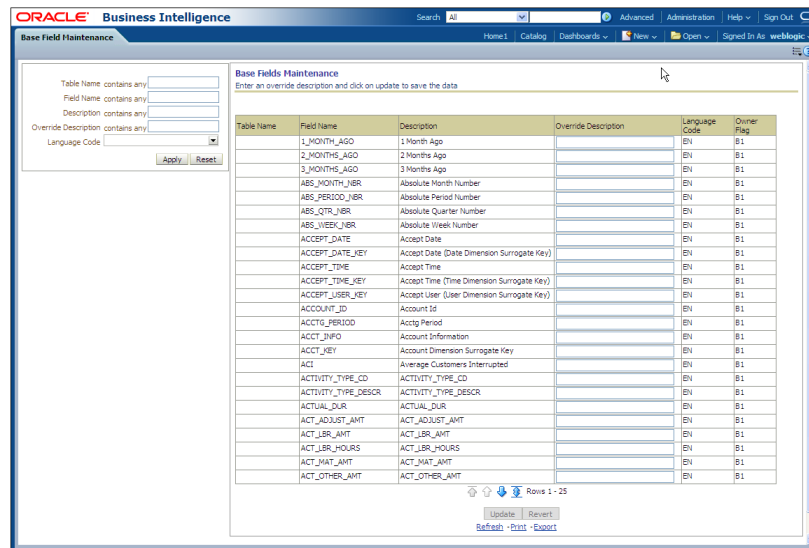 ORACLE Business Intelligence
Search All Advanced Administration Help Sign Out
Base Field Maintenance
Home1 Catalog Dashboards New Open Signed In As weblogic
Table Name contains any
Field Name contains any
Description contains any
Override Description contains any
Language Code
Apply Reset
Base Fields Maintenance
Enter an override description and click on update to save the data
Table Name Field Name Description Override Description Language Code Owner Flag
1_MONTH_AGO 1 Month Ago EN B1
2_MONTHS_AGO 2 Months Ago EN B1
3_MONTHS_AGO 3 Months Ago EN B1
ABS_MONTH_NBR Absolute Month Number EN B1
ABS_PERIOD_NBR Absolute Period Number EN B1
ABS_QTR_NBR Absolute Quarter Number EN B1
ABS_WEEK_NBR Absolute Week Number EN B1
ACCEPT_DATE Accept Date EN B1
ACCEPT_DATE_KEY Accept Date (Date Dimension Surrogate Key) EN B1
ACCEPT_TIME Accept Time EN B1
ACCEPT_TIME_KEY Accept Time (Time Dimension Surrogate Key) EN B1
ACCEPT_USER_KEY Accept User (User Dimension Surrogate Key) EN B1
ACCOUNT_ID Account Id EN B1
ACCTG_PERIOD Acctg Period EN B1
ACCT_INFO Account Information EN B1
ACCT_KEY Account Dimension Surrogate Key EN B1
ACI Average Customers Interrupted EN B1
ACTIVITY_TYPE_CD ACTIVITY_TYPE_CD EN B1
ACTIVITY_TYPE_DESCR ACTIVITY_TYPE_DESCR EN B1
ACTUAL_DUR ACTUAL_DUR EN B1
ACT_ADJUST_AMT ACT_ADJUST_AMT EN B1
ACT_LBR_AMT ACT_LBR_AMT EN B1
ACT_LBR_HOURS ACT_LBR_HOURS EN B1
ACT_MAT_AMT ACT_MAT_AMT EN B1
ACT_OTHER_AMT ACT_OTHER_AMT EN B1
Rows 1 - 25
Update Revert
Refresh - Print - Export